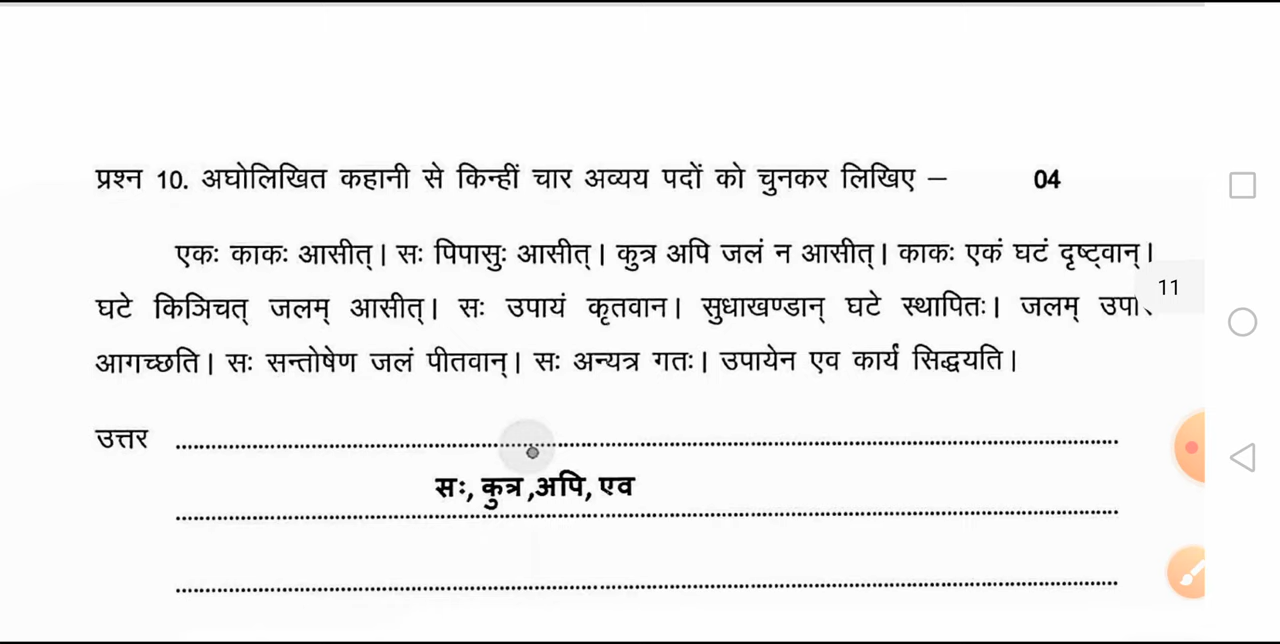 प्रश्न 10. अघोलिखित कहानी से किन्हीं चार अव्यय पदों को चुनकर लिखिए – 04
एकः काकः आसीत्। सः पिपासुः आसीत्। कुत्र अपि जलं न आसीत्। काकः एकं घटं दृष्ट्वान्।
11
घटे किञिचत् जलम् आसीत्। सः उपायं कृतवान। सुधाखण्डान् घटे स्थापितः। जलम्
आगच्छति। सः सन्तोषेण जलं पीतवान्। सः अन्यत्र गतः। उपायेन एव कार्यं सिद्धयति।
उत्तर
सः, कुत्र ,अपि, एव